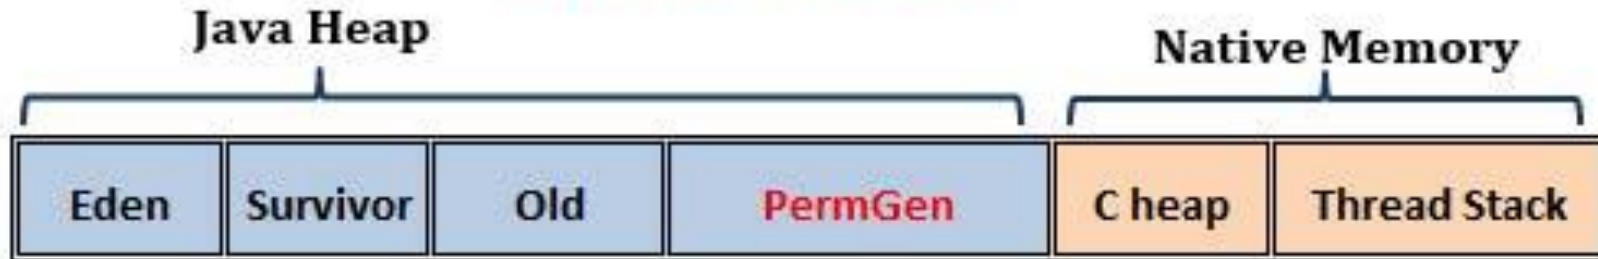 Java Heap
Native Memory
Eden
Survivor
Old
PermGen
C heap
Thread Stack